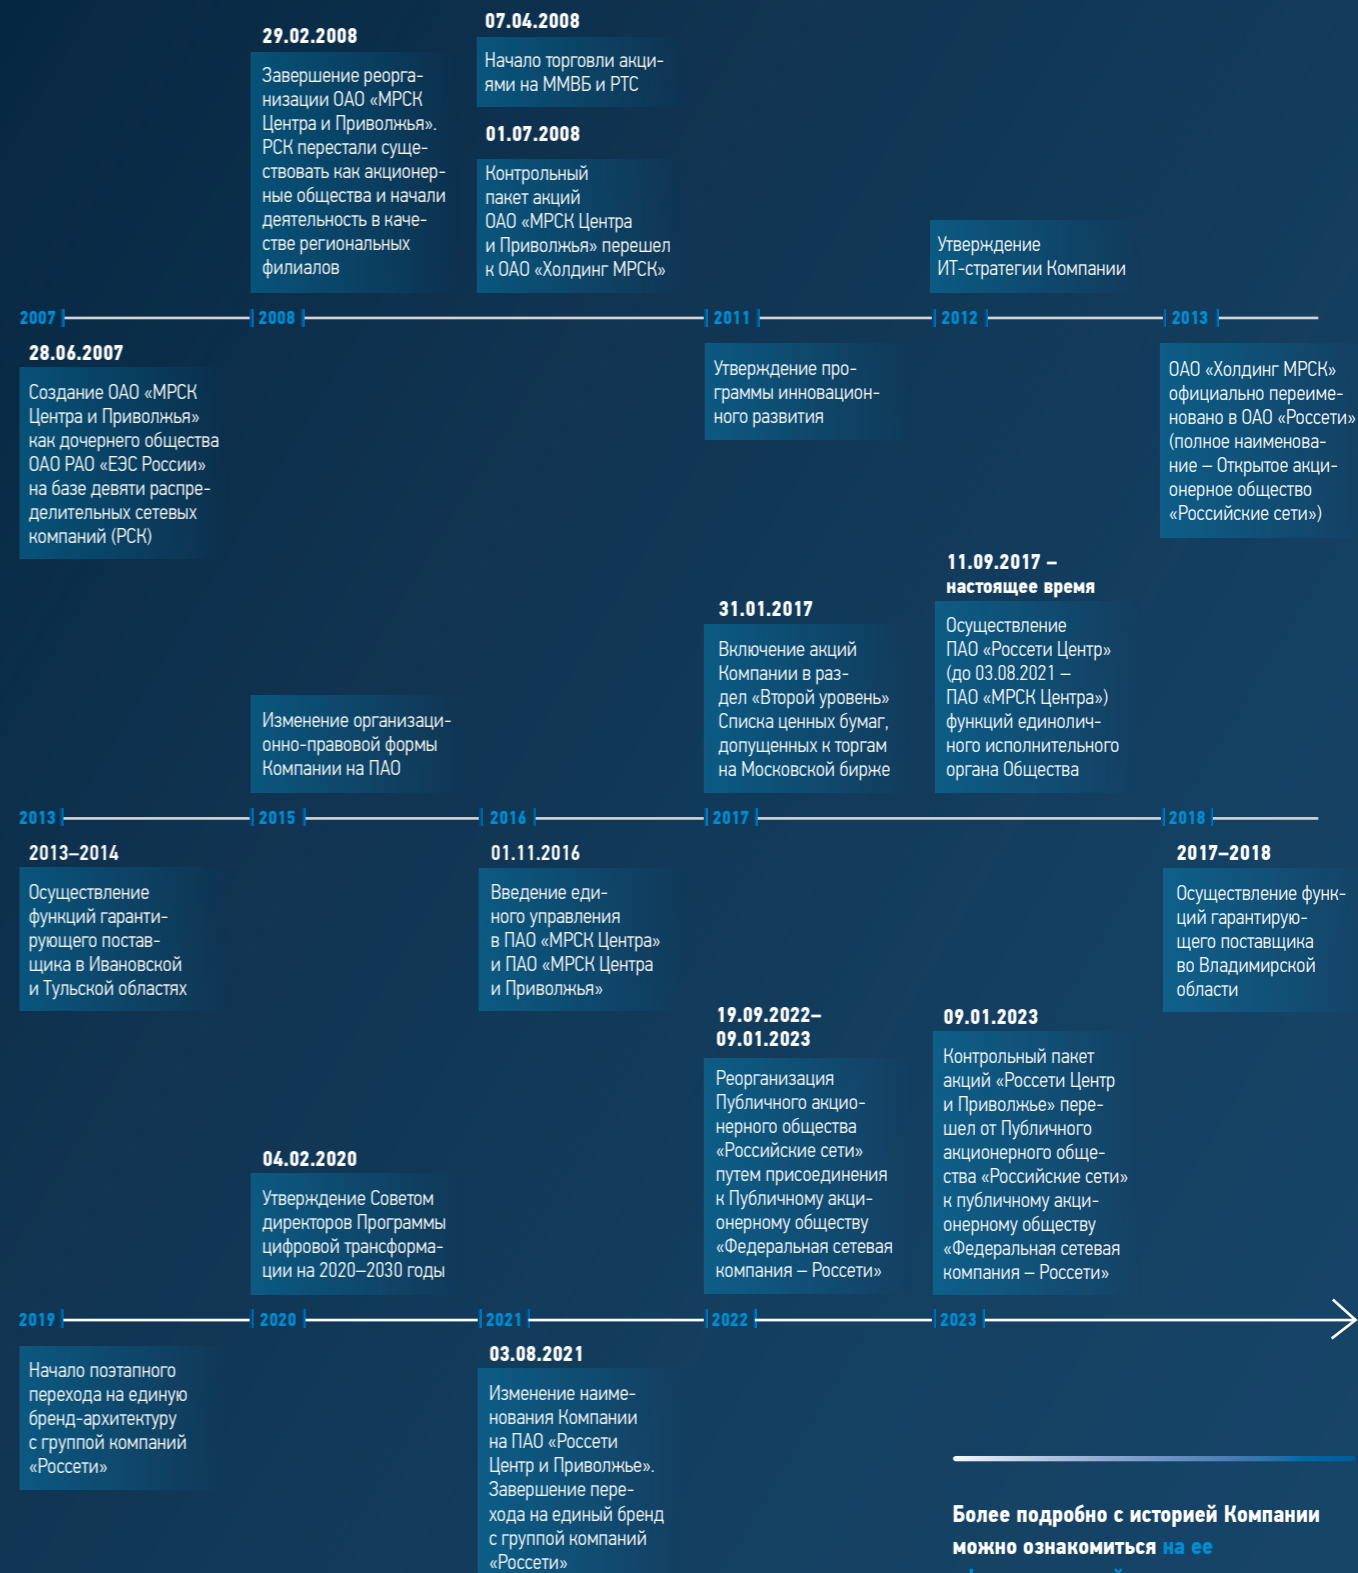 29.02.2008
Завершение реорга-
низации ОАО «МРСК
Центра и Приволжья».
РСК перестали суще-
ствовать как акционер-
ные общества и начали
деятельность в каче-
стве региональных
филиалов
07.04.2008
Начало торговли акци-
ями на ММВБ и РТС
01.07.2008
Контрольный
пакет акций
ОАО «МРСК Центра
и Приволжья» перешел
к ОАО «Холдинг МРСК»
Утверждение
ИТ-стратегии Компании
2007
2008
2011
2012
2013
28.06.2007
Создание ОАО «МРСК
Центра и Приволжья»
как дочернего общества
ОАО РАО «ЕЭС России»
на базе девяти распре-
делительных сетевых
компаний (РСК)
Утверждение про-
граммы инновацион-
ного развития
ОАО «Холдинг МРСК»
официально переиме-
новано в ОАО «Россети»
(полное наименова-
ние – Открытое акци-
онерное общество
«Российские сети»)
Изменение организаци-
онно-правовой формы
Компании на ПАО
31.01.2017
Включение акций
Компании в раз-
дел «Второй уровень»
Списка ценных бумаг,
допущенных к торгам
на Московской бирже
11.09.2017 –
настоящее время
Осуществление
ПАО «Россети Центр»
(до 03.08.2021 –
ПАО «МРСК Центра»)
функций единолич-
ного исполнительного
органа Общества
2013
2015
2016
2017
2018
2013–2014
Осуществление
функций гаранти-
рующего постав-
щика в Ивановской
и Тульской областях
01.11.2016
Введение еди-
ного управления
в ПАО «МРСК Центра»
и ПАО «МРСК Центра
и Приволжья»
2017–2018
Осуществление функ-
ций гарантирую-
щего поставщика
во Владимирской
области
04.02.2020
Утверждение Советом
директоров Программы
цифровой трансформа-
ции на 2020–2030 годы
19.09.2022–
09.01.2023
Реорганизация
Публичного акцио-
нерного общества
«Российские сети»
путем присоединения
к Публичному акци-
онерному обществу
«Федеральная сетевая
компания – Россети»
09.01.2023
Контрольный пакет
акций «Россети Центр
и Приволжье» пере-
шел от Публичного
акционерного обще-
ства «Российские сети»
к публичному акци-
онерному обществу
«Федеральная сетевая
компания – Россети»
2019
2020
2021
2022
2023
Начало поэтапного
перехода на единую
бренд-архитектуру
с группой компаний
«Россети»
03.08.2021
Изменение наиме-
нования Компании
на ПАО «Россети
Центр и Приволжье».
Завершение пере-
хода на единый бренд
с группой компаний
«Россети»
Более подробно с историей Компании
можно ознакомиться на ее